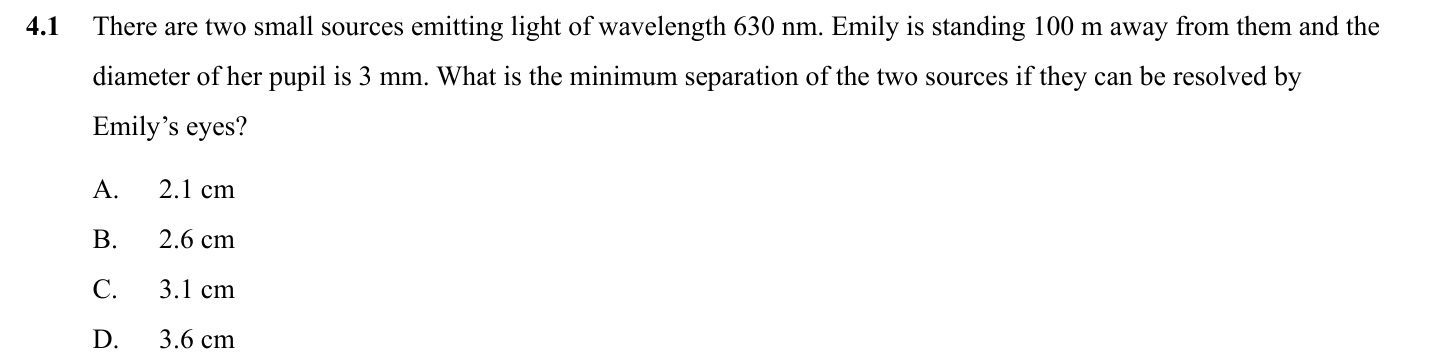 4.1 There are two small sources emitting light of wavelength 630 nm. Emily is standing 100 m away from them and the
diameter of her pupil is 3 mm. What is the minimum separation of the two sources if they can be resolved by
Emily’s eyes?
A. 2.1 cm
B. 2.6 cm
C. 3.1 cm
D. 3.6 cm